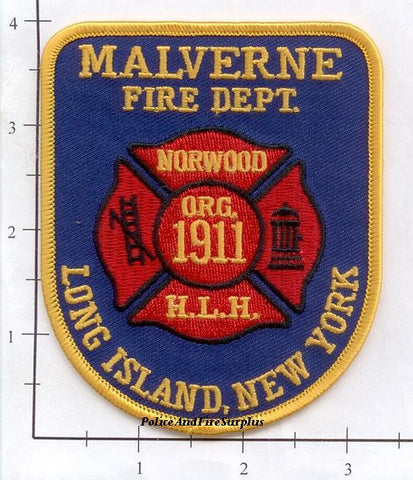 MALVERNE
FIRE DEPT.
NORWOOD
ORG.
1911
H.L.H.
LONG ISLAND, NEW YORK
PoliceAndFireSurplus
4
3
2
1
1 2 3